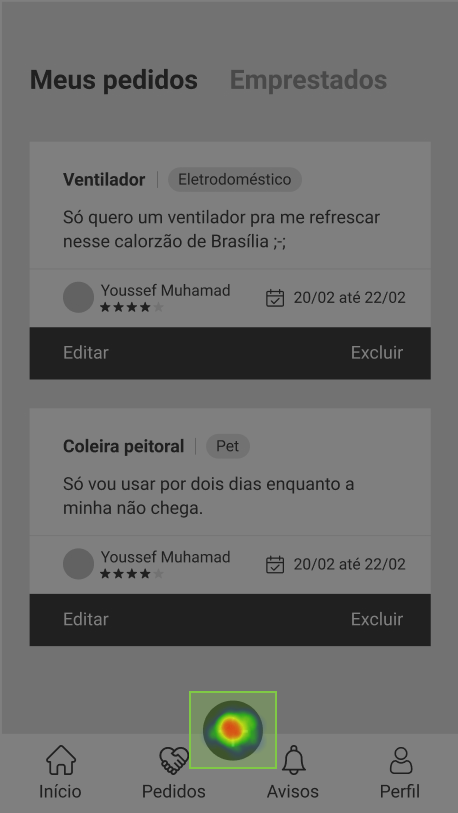 Meus pedidos Emprestados
Ventilador Eletrodoméstico
Só quero um ventilador pra me refrescar
nesse calorzão de Brasília ;-;
Youssef Muhamad 20/02 até 22/02
Editar Excluir
Coleira peitoral Pet
Só vou usar por dois dias enquanto a
minha não chega.
Youssef Muhamad 20/02 até 22/02
Editar Excluir
Início Pedidos Avisos Perfil